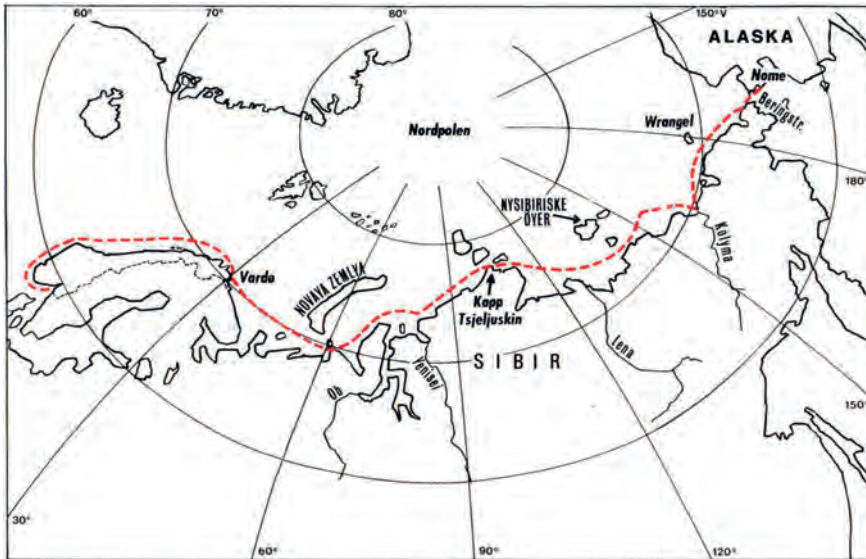 60°
70°
80°
150°V
ALASKA
Nome
Beringstr.
Wrangel
Nordpolen
180°
NYSIBIRISKE
ØYER
Kolyma
Vardø
NOVAYA ZEMLYA
Kapp
Tsjeljuskin
Lena
SIBIR
Yenisei
Ob
150°
30°
60°
90°
120°